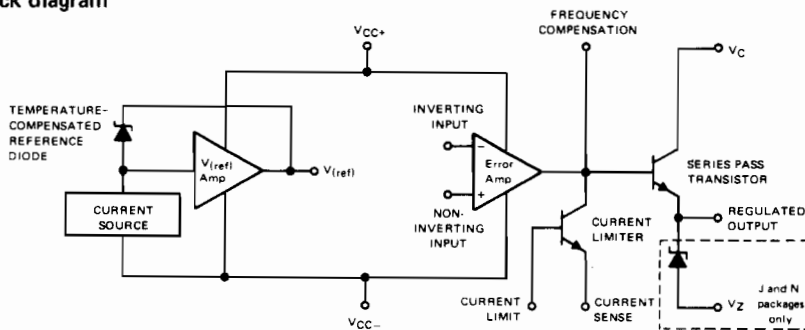 ck diagram
FREQUENCY
COMPENSATION
VCC+
VC
TEMPERATURE-
COMPENSATED
REFERENCE
DIODE
INVERTING
INPUT
V(ref)
Amp
V(ref)
−
Error
Amp
+
SERIES PASS
TRANSISTOR
CURRENT
SOURCE
NON-
INVERTING
INPUT
CURRENT
LIMITER
REGULATED
OUTPUT
CURRENT
LIMIT
CURRENT
SENSE
VZ
J and N
packages
only
VCC−